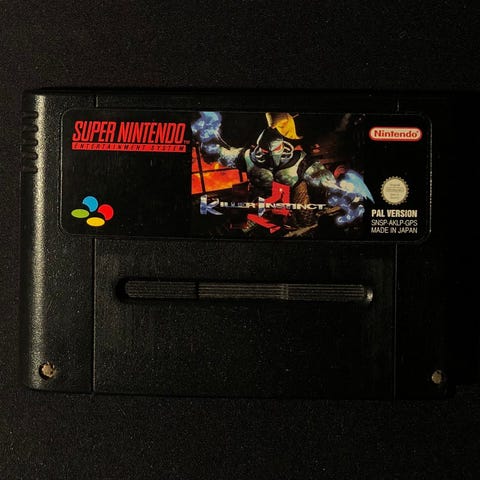 SUPER NINTENDO
ENTERTAINMENT SYSTEM
Nintendo
KILLER INSTINCT
PAL VERSION
SNSP-AKLP-GPS
MADE IN JAPAN